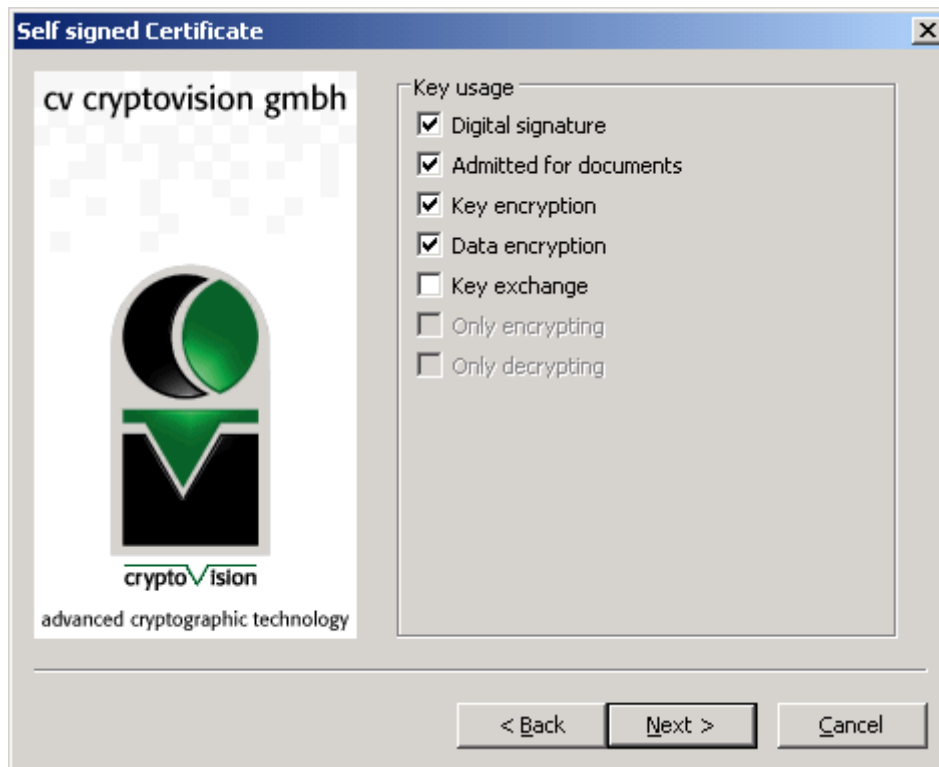 Self signed Certificate
cv cryptovision gmbh
cryptovision
advanced cryptographic technology
Key usage
Digital signature
Admitted for documents
Key encryption
Data encryption
Key exchange
Only encrypting
Only decrypting
< Back
Next >
Cancel